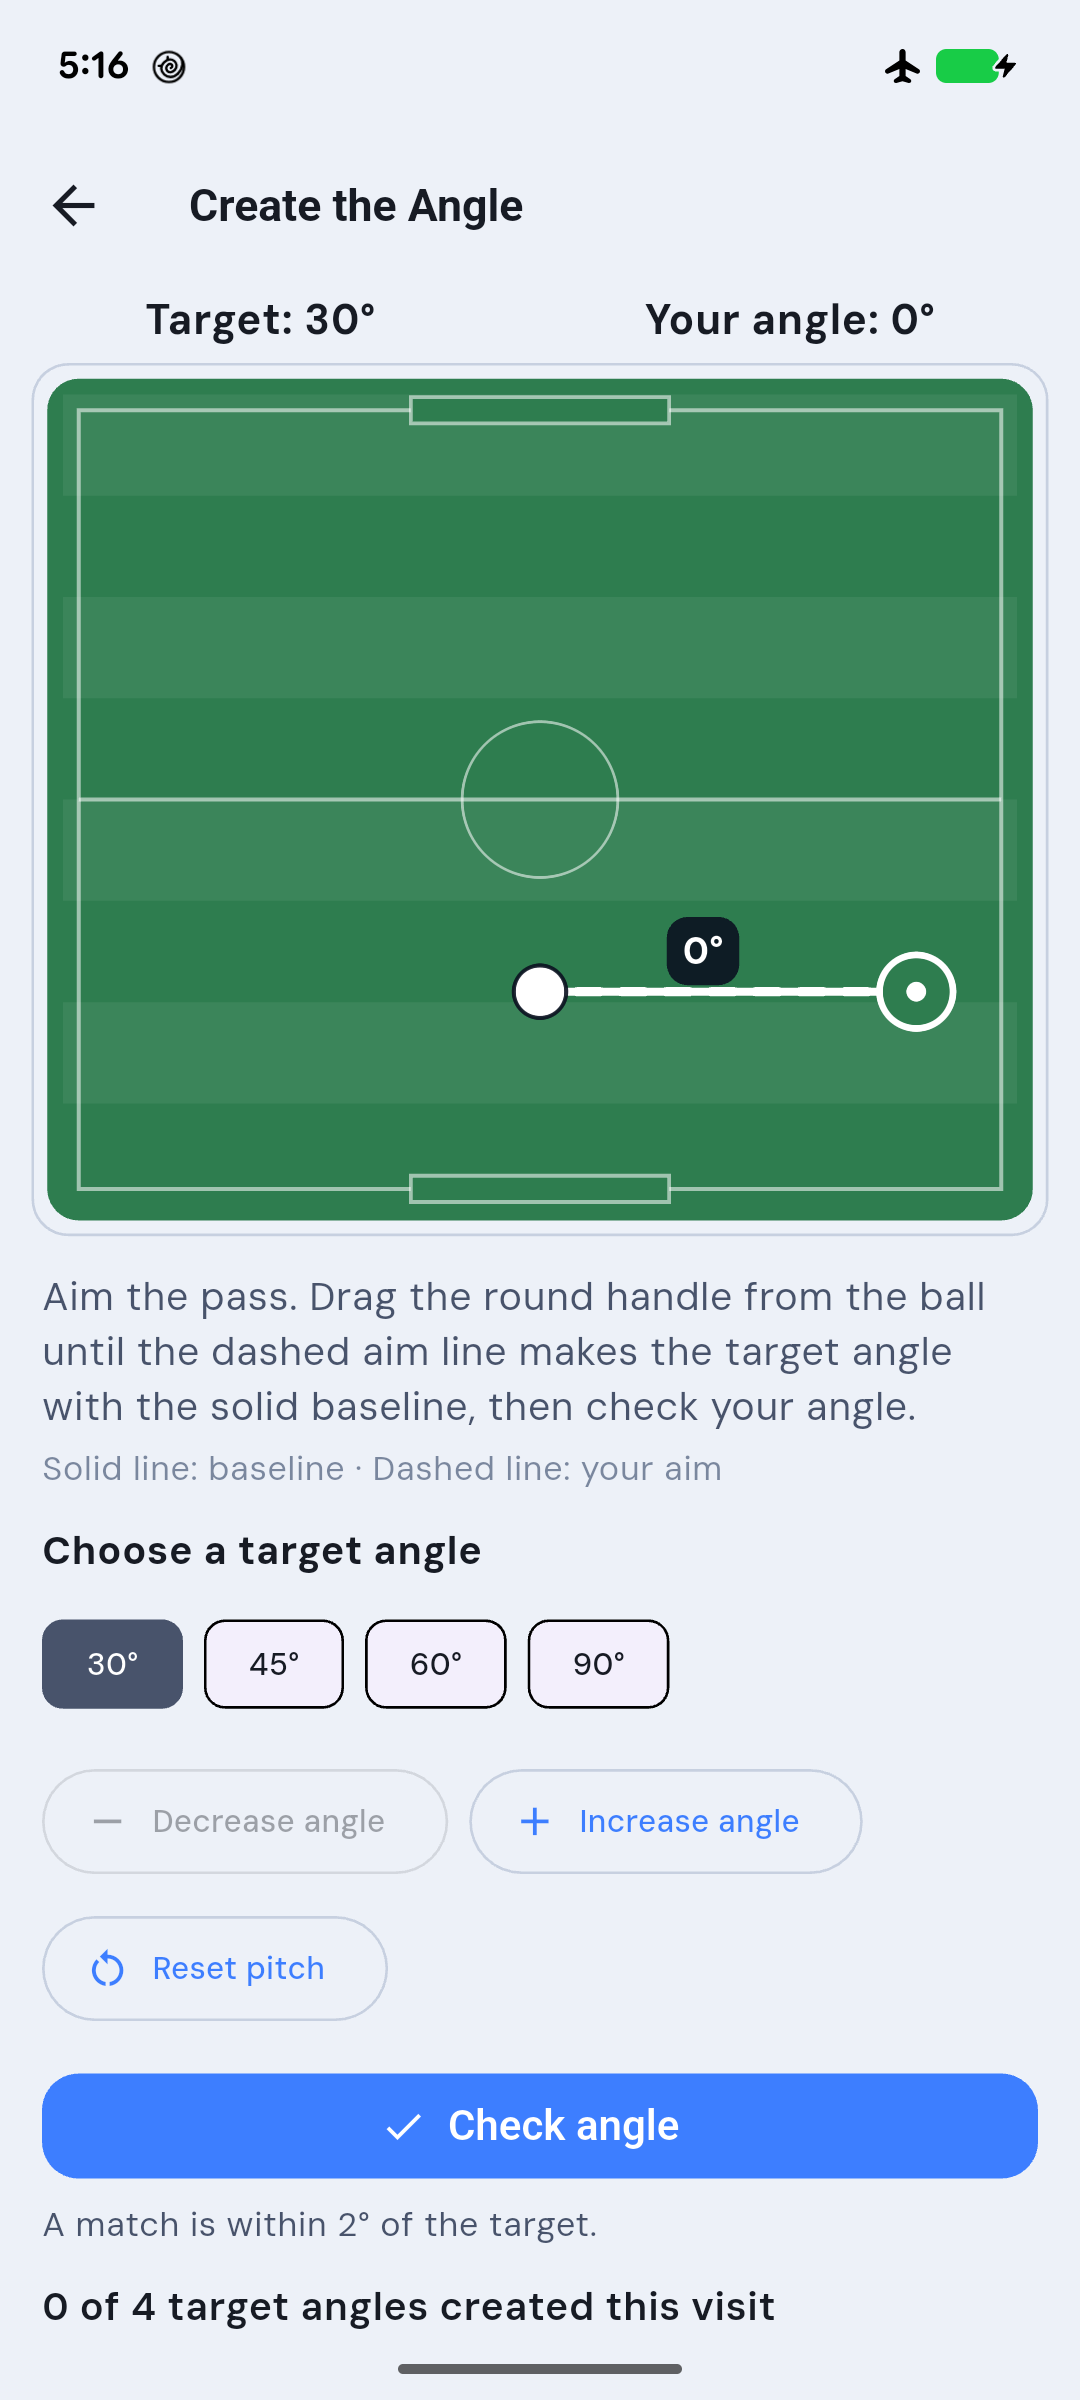 5:16
Create the Angle
Target: 30°
Your angle: 0°
0°
Aim the pass. Drag the round handle from the ball
until the dashed aim line makes the target angle
with the solid baseline, then check your angle.
Solid line: baseline · Dashed line: your aim
Choose a target angle
30°
45°
60°
90°
Decrease angle
Increase angle
Reset pitch
Check angle
A match is within 2° of the target.
0 of 4 target angles created this visit